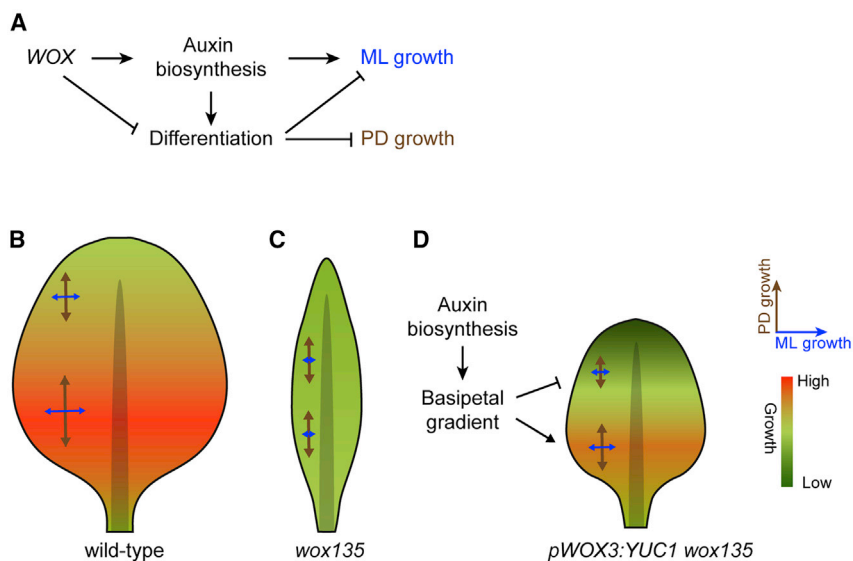 A
WOX
Auxin
biosynthesis
ML growth
Differentiation
PD growth
B
C
D
Auxin
biosynthesis
Basipetal
gradient
PD growth
ML growth
High
Growth
Low
wild-type
wox135
pWOX3:YUC1 wox135